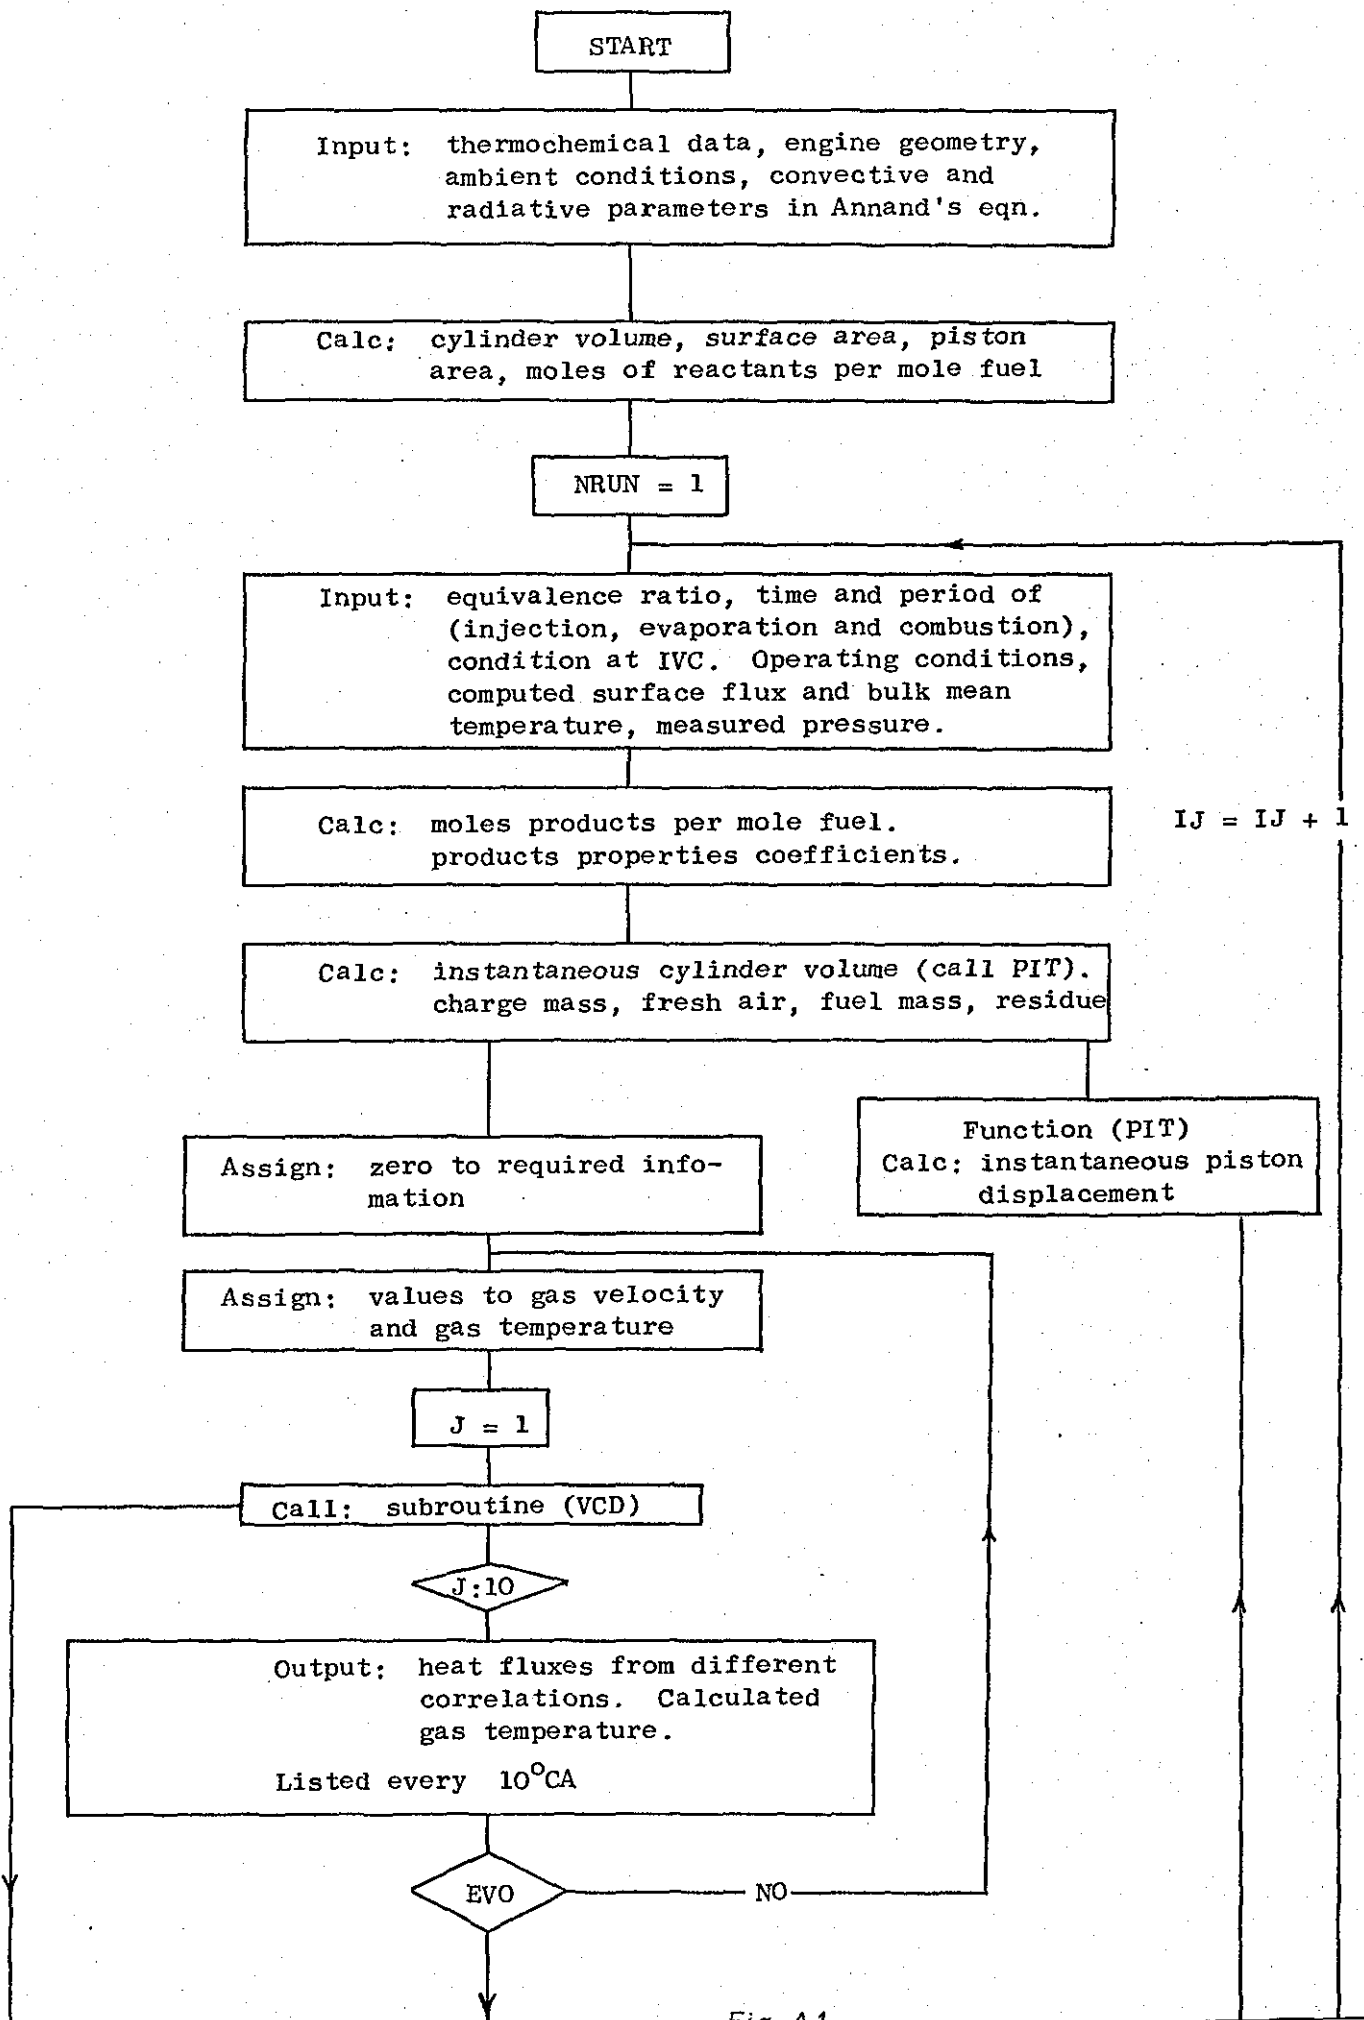 START
Input: thermochemical data, engine geometry,
ambient conditions, convective and
radiative parameters in Annand's eqn.
Calc: cylinder volume, surface area, piston
area, moles of reactants per mole fuel
NRUN = 1
Input: equivalence ratio, time and period of
(injection, evaporation and combustion),
condition at IVC. Operating conditions,
computed surface flux and bulk mean
temperature, measured pressure.
Calc: moles products per mole fuel.
products properties coefficients.
IJ = IJ + 1
Calc: instantaneous cylinder volume (call PIT).
charge mass, fresh air, fuel mass, residue
Function (PIT)
Calc: instantaneous piston
displacement
Assign: zero to required info-
mation
Assign: values to gas velocity
and gas temperature
J = 1
Call: subroutine (VCD)
J:10
Output: heat fluxes from different
correlations. Calculated
gas temperature.
Listed every 10°CA
EVO
NO